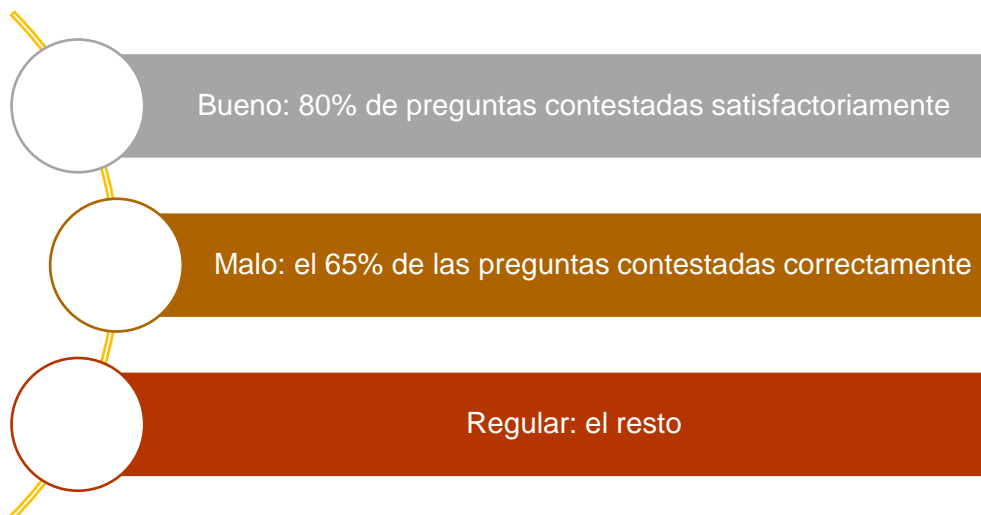 Bueno: 80% de preguntas contestadas satisfactoriamente
Malo: el 65% de las preguntas contestadas correctamente
Regular: el resto